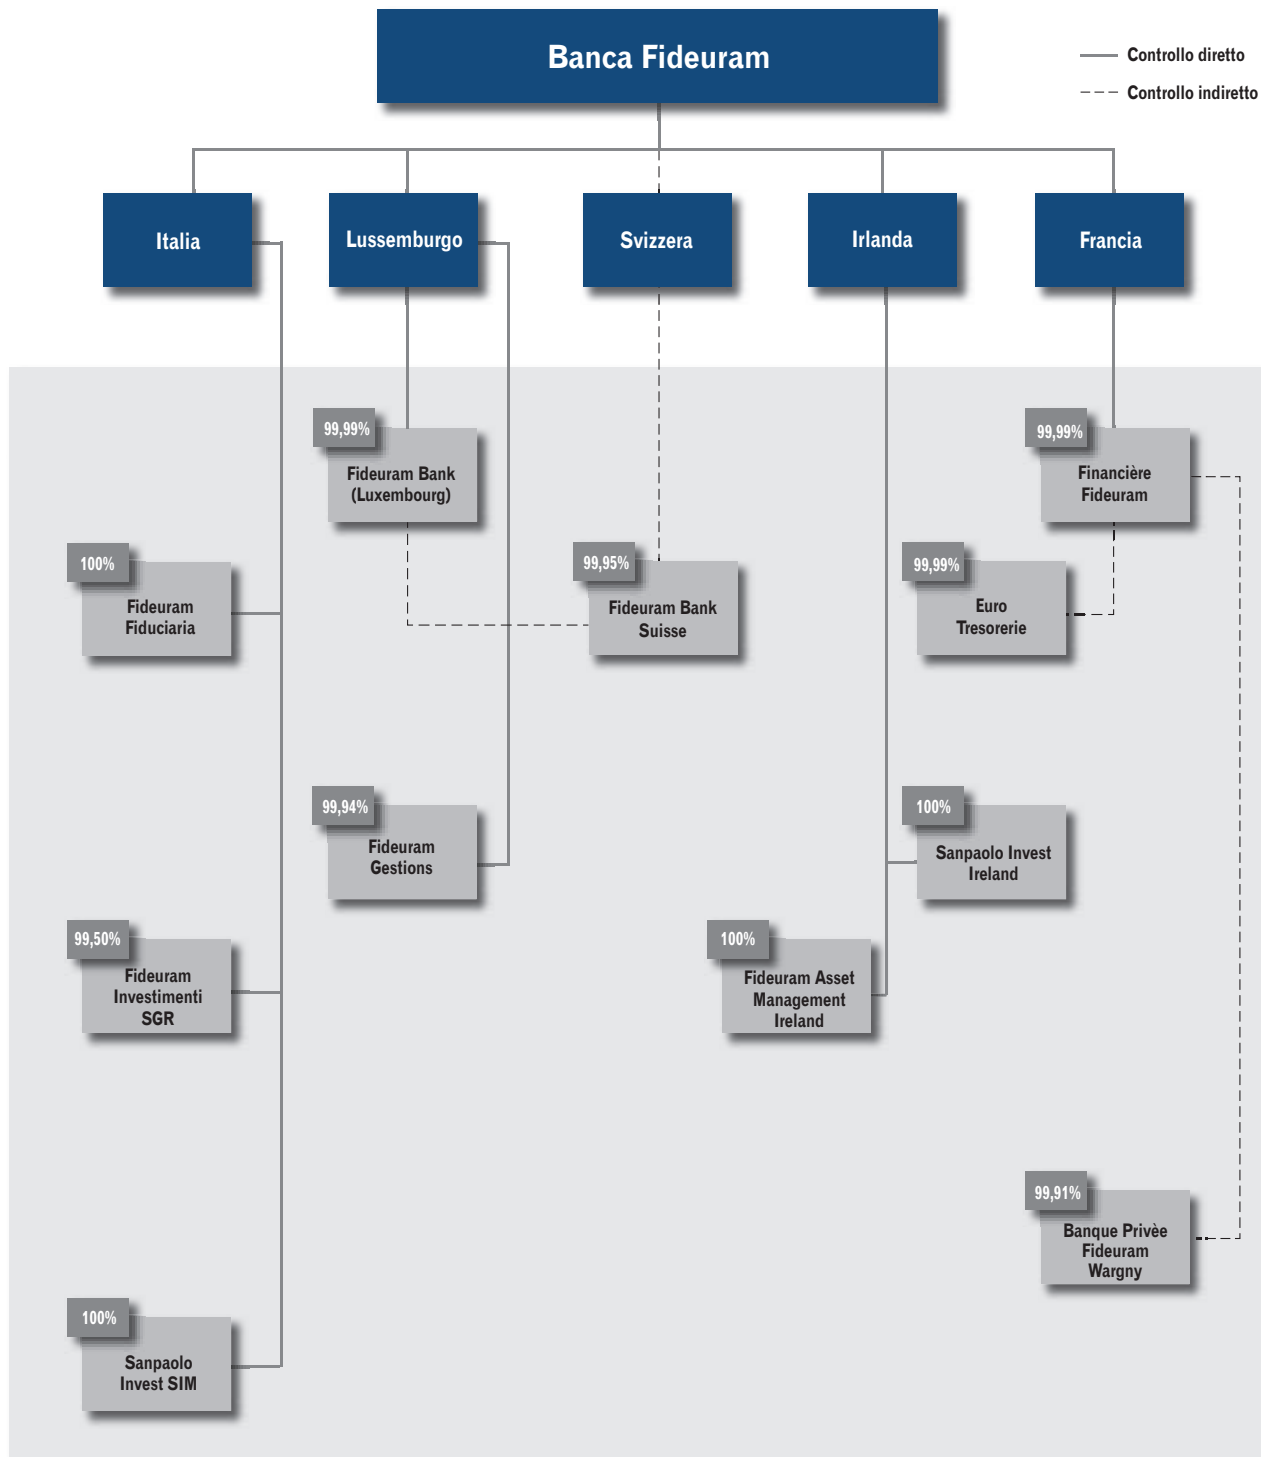 Banca Fideuram
Controllo diretto
Controllo indiretto
Italia
Lussemburgo
Svizzera
Irlanda
Francia
99,99%
Fideuram Bank
(Luxembourg)
99,99%
Financière
Fideuram
100%
Fideuram
Fiduciaria
99,95%
Fideuram Bank
Suisse
99,99%
Euro
Tresorerie
99,94%
Fideuram
Gestions
100%
Sanpaolo Invest
Ireland
99,50%
Fideuram
Investimenti
SGR
100%
Fideuram Asset
Management
Ireland
99,91%
Banque Privèe
Fideuram
Wargny
100%
Sanpaolo
Invest SIM